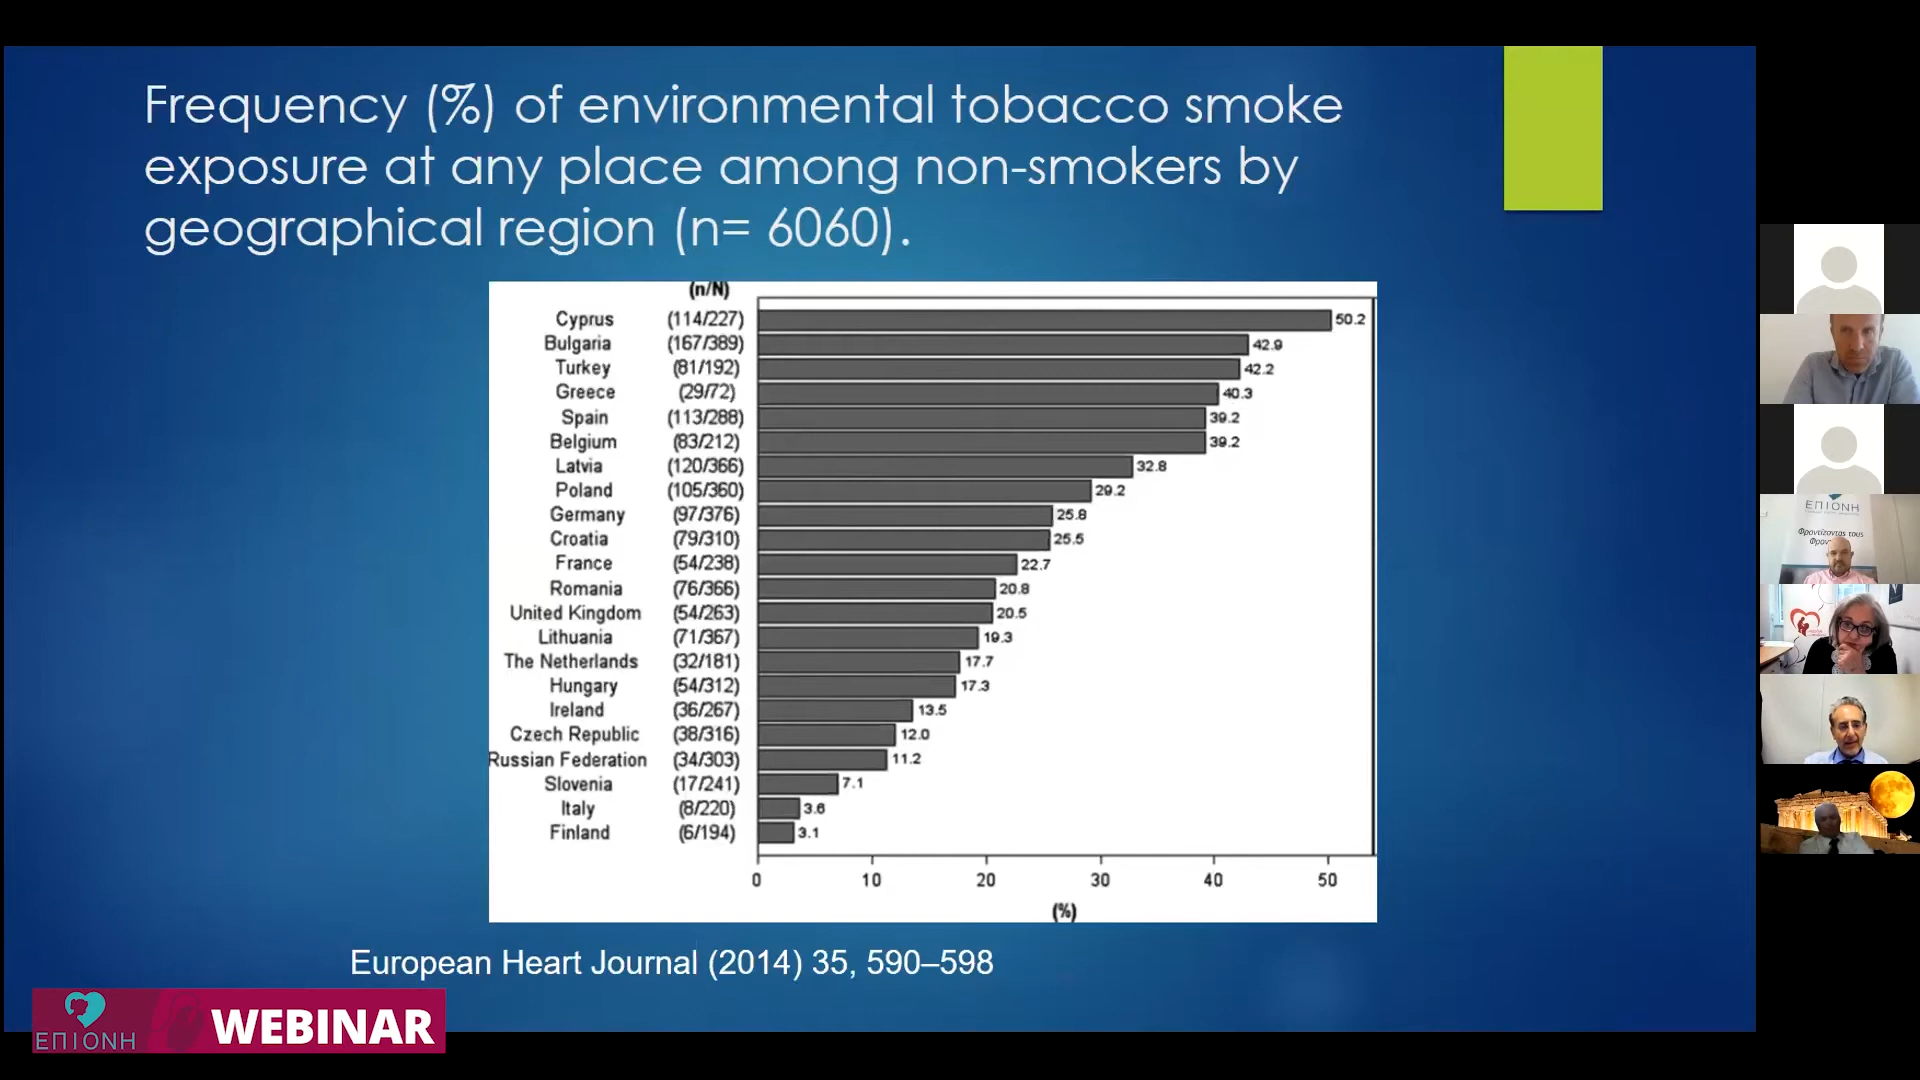 Frequency (%) of environmental tobacco smoke
exposure at any place among non-smokers by
geographical region (n= 6060).
(n/N)
Cyprus (114/227) 50.2
Bulgaria (167/389) 42.9
Turkey (81/192) 42.2
Greece (29/72) 40.3
Spain (113/288) 39.2
Belgium (83/212) 39.2
Latvia (120/366) 32.8
Poland (105/360) 29.2
Germany (97/376) 25.8
Croatia (79/310) 25.5
France (54/238) 22.7
Romania (76/366) 20.8
United Kingdom (54/263) 20.5
Lithuania (71/367) 19.3
The Netherlands (32/181) 17.7
Hungary (54/312) 17.3
Ireland (36/267) 13.5
Czech Republic (38/316) 12.0
Russian Federation (34/303) 11.2
Slovenia (17/241) 7.1
Italy (8/220) 3.6
Finland (6/194) 3.1
0 10 20 30 40 50
(%)
European Heart Journal (2014) 35, 590–598
ΕΠΙΟΝΗ WEBINAR
ΕΠΙΟΝΗ
Φροντίζοντας τους